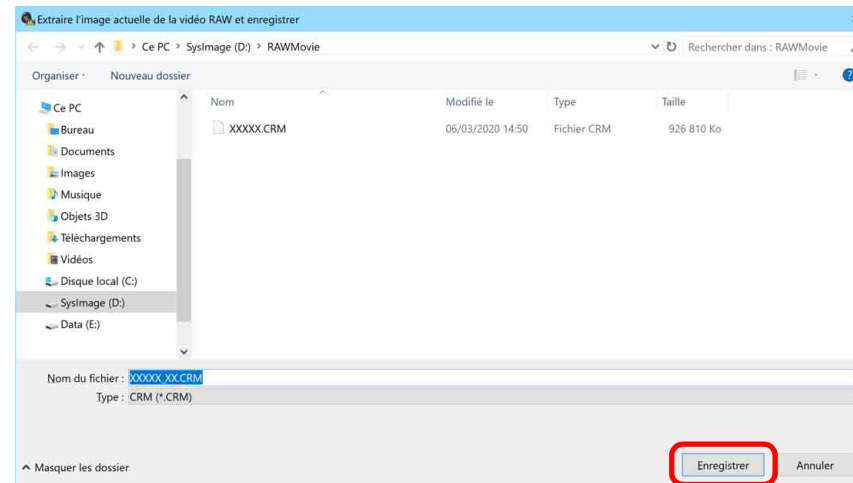 Extraire l'image actuelle de la vidéo RAW et enregistrer
Ce PC > SysImage (D:) > RAWMovie
Rechercher dans : RAWMovie
Organiser
Nouveau dossier
Nom
Modifié le
Type
Taille
XXXXX.CRM
06/03/2020 14:50
Fichier CRM
926 810 Ko
Ce PC
Bureau
Documents
Images
Musique
Objets 3D
Téléchargements
Vidéos
Disque local (C:)
SysImage (D:)
Data (E:)
Nom du fichier : XXXXX_XX.CRM
Type : CRM (*.CRM)
Masquer les dossier
Enregistrer
Annuler